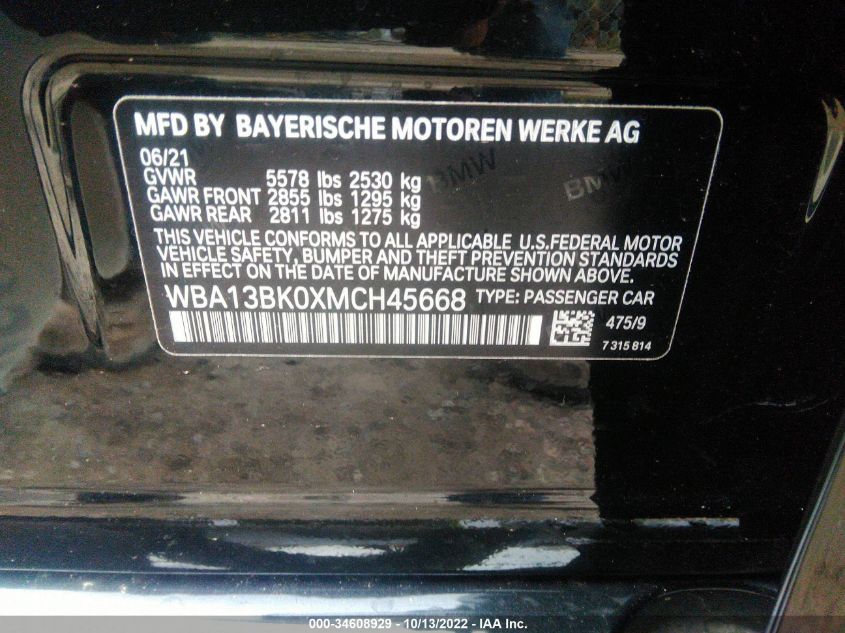 MFD BY BAYERISCHE MOTOREN WERKE AG
06/21
GVWR 5578 lbs 2530 kg
GAWR FRONT 2855 lbs 1295 kg
GAWR REAR 2811 lbs 1275 kg
BMW BMW
THIS VEHICLE CONFORMS TO ALL APPLICABLE U.S.FEDERAL MOTOR
VEHICLE SAFETY, BUMPER AND THEFT PREVENTION STANDARDS
IN EFFECT ON THE DATE OF MANUFACTURE SHOWN ABOVE.
WBA13BK0XMCH45668 TYPE: PASSENGER CAR
475/9
7 315 814
000-34608929 - 10/13/2022 - IAA Inc.